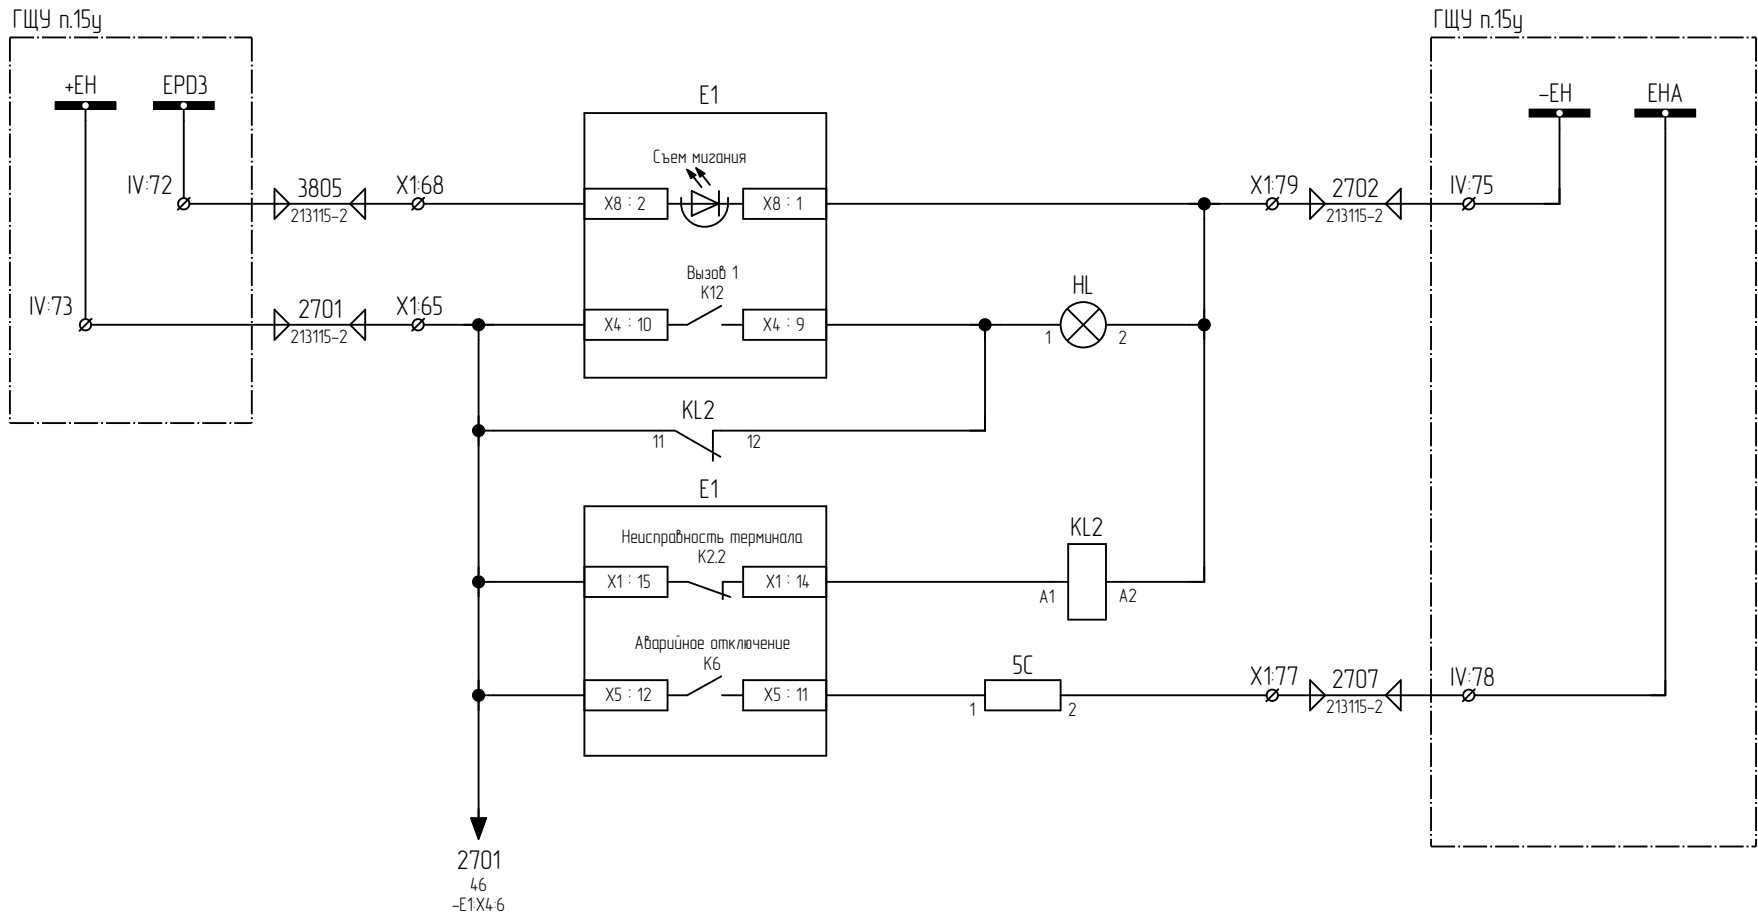 ГЩУ п.15у
ГЩУ п.15у
+EH
EPD3
E1
-EH
EHA
Съем мигания
IV:72
3805
213115-2
X1:68
X8 : 2
X8 : 1
X1:79
2702
213115-2
IV:75
Вызов 1
K12
HL
IV:73
2701
213115-2
X1:65
X4 : 10
X4 : 9
1
2
KL2
11
12
E1
Неисправность терминала
K2.2
KL2
X1 : 15
X1 : 14
A1
A2
Аварийное отключение
K6
5C
X5 : 12
X5 : 11
1
2
X1:77
2707
213115-2
IV:78
2701
46
-E1:X4:6